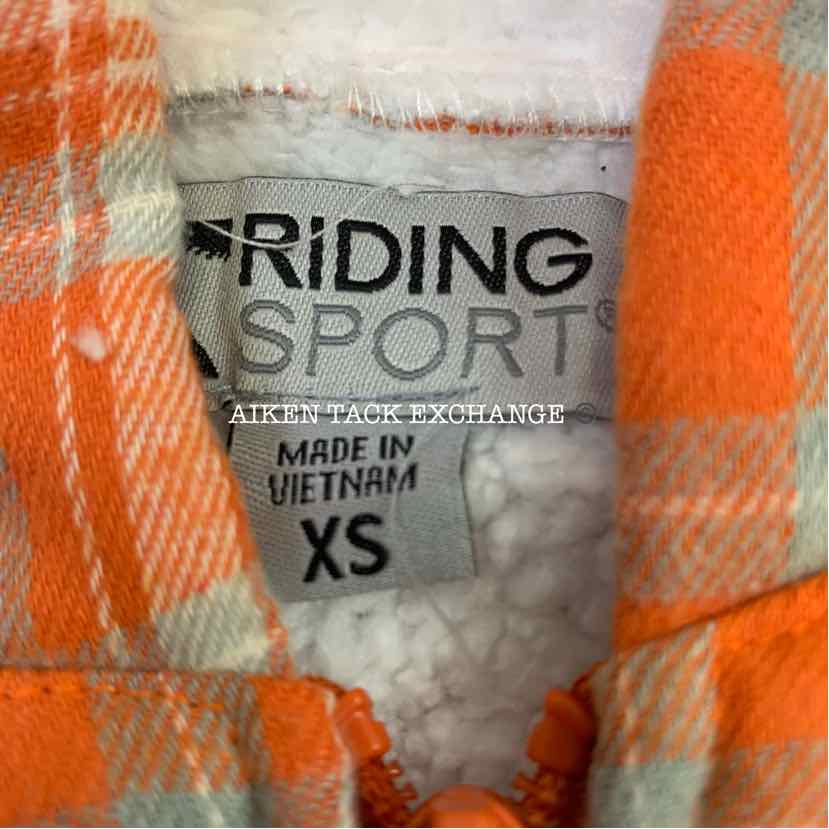 RiDING
SPORT®
AIKEN TACK EXCHANGE ©
MADE IN
VIETNAM
XS